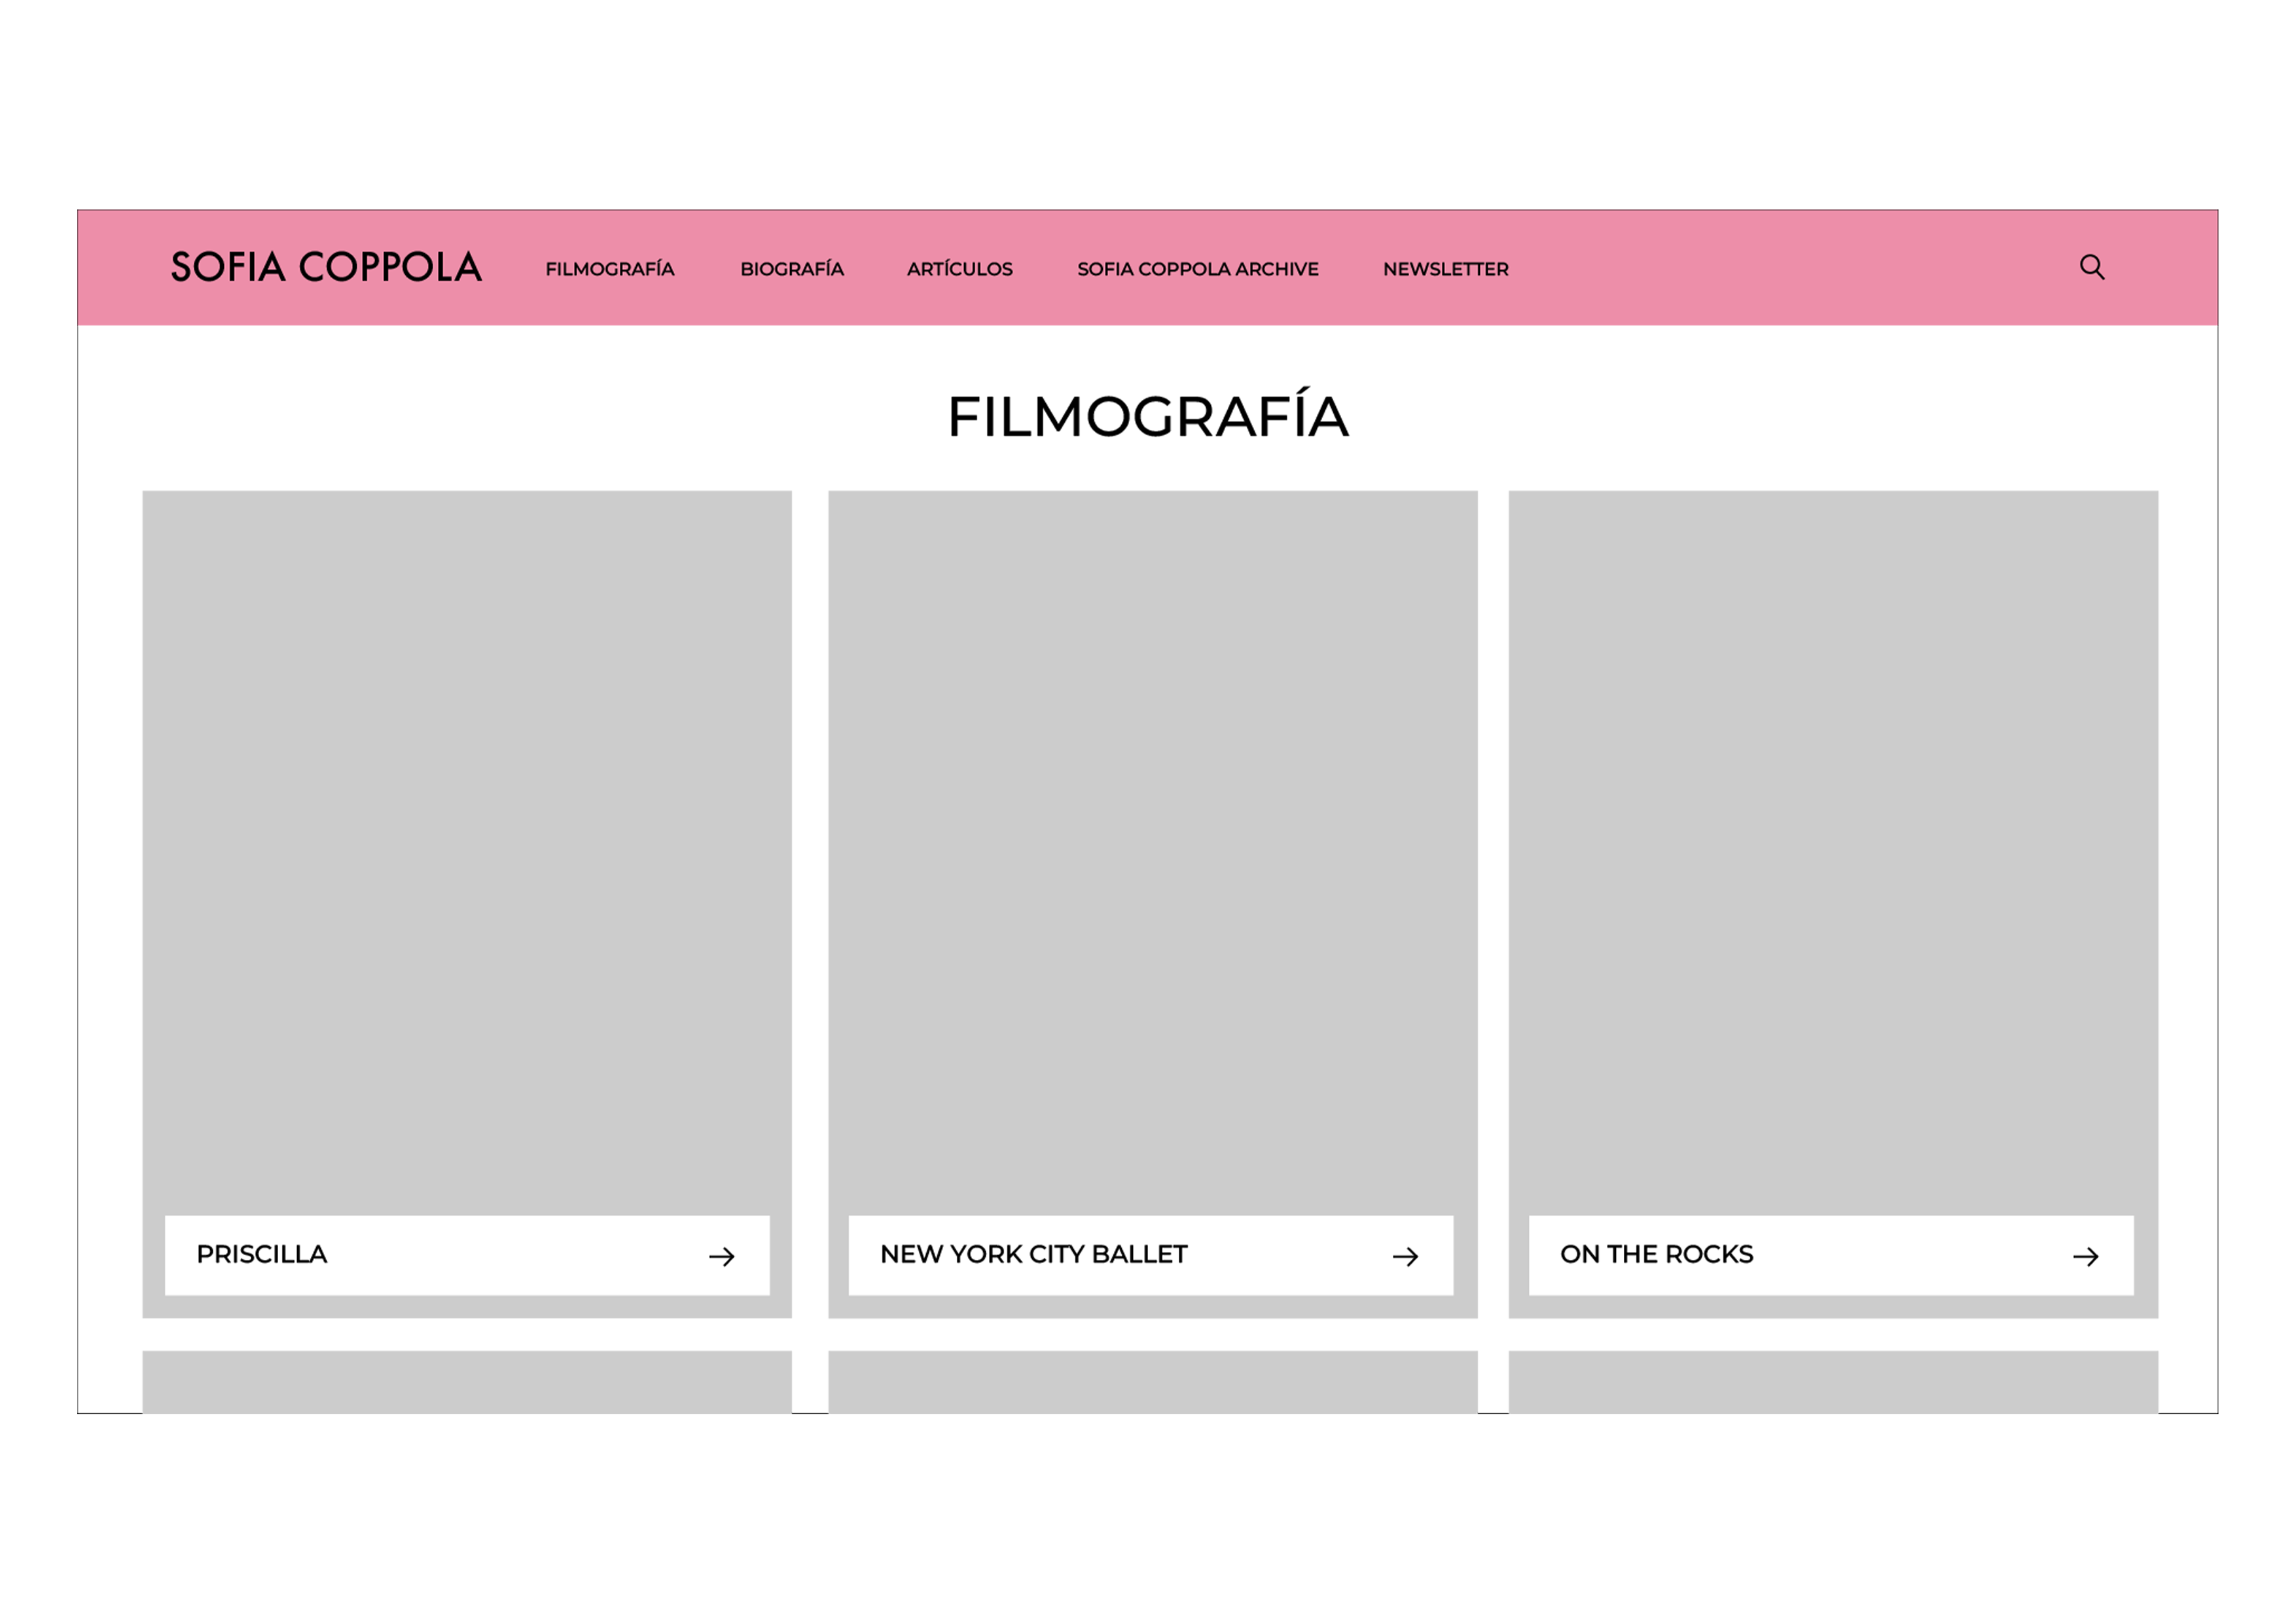 SOFIA COPPOLA FILMOGRAFÍA BIOGRAFÍA ARTÍCULOS SOFIA COPPOLA ARCHIVE NEWSLETTER
FILMOGRAFÍA
PRISCILLA
NEW YORK CITY BALLET
ON THE ROCKS